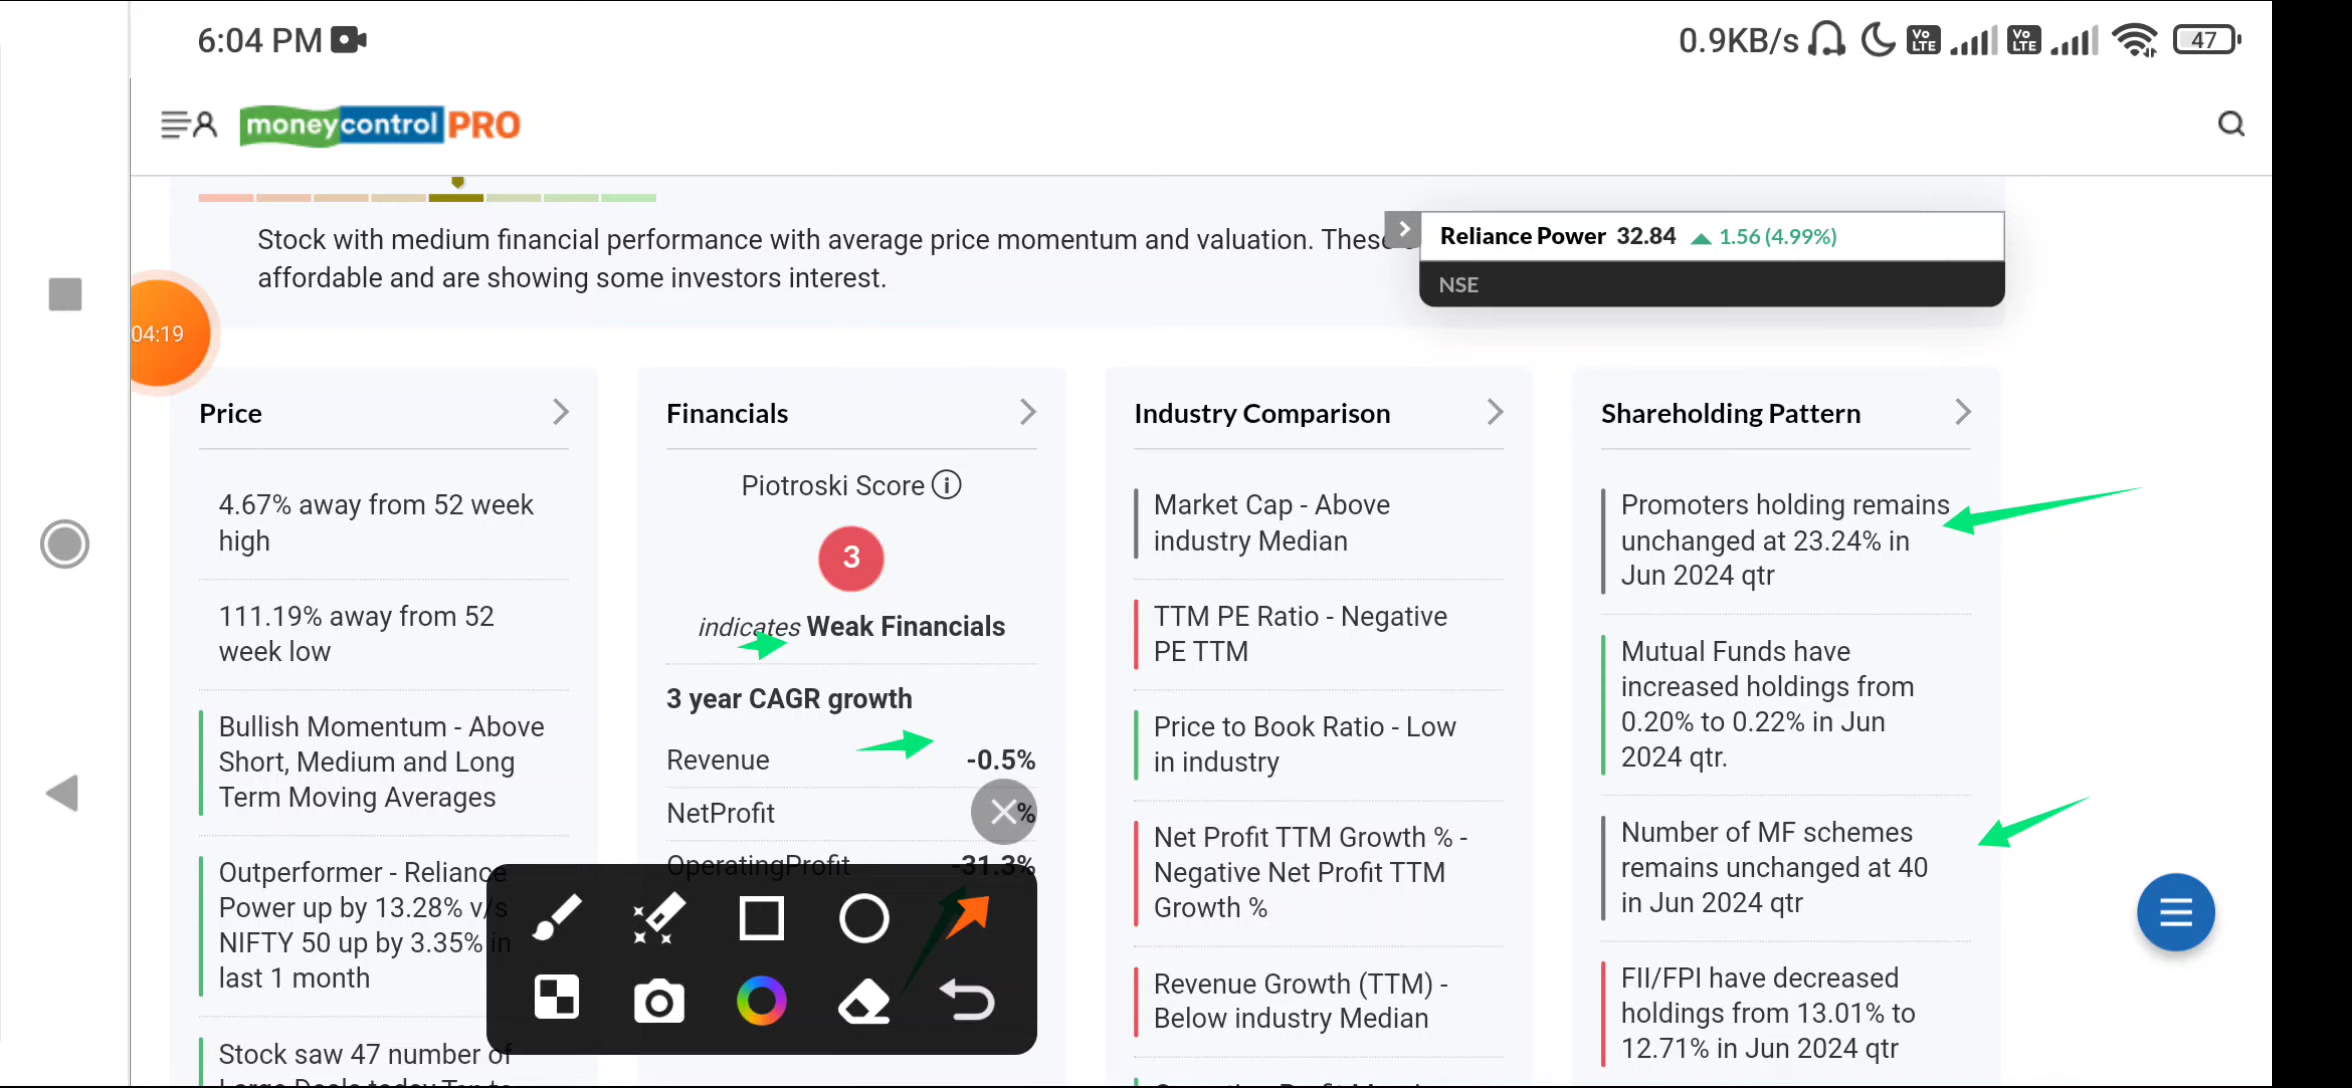 6:04 PM
0.9KB/s
Vo LTE
Vo LTE
47
moneycontrol PRO
Stock with medium financial performance with average price momentum and valuation. These
affordable and are showing some investors interest.
Reliance Power 32.84 1.56 (4.99%)
NSE
04:19
Price
4.67% away from 52 week
high
111.19% away from 52
week low
Bullish Momentum - Above
Short, Medium and Long
Term Moving Averages
Outperformer - Reliance
Power up by 13.28% v/s
NIFTY 50 up by 3.35% in
last 1 month
Stock saw 47 number of
Financials
Piotroski Score
3
indicates Weak Financials
3 year CAGR growth
Revenue -0.5%
NetProfit %
OperatingProfit 31.3%
Industry Comparison
Market Cap - Above
industry Median
TTM PE Ratio - Negative
PE TTM
Price to Book Ratio - Low
in industry
Net Profit TTM Growth % -
Negative Net Profit TTM
Growth %
Revenue Growth (TTM) -
Below industry Median
Shareholding Pattern
Promoters holding remains
unchanged at 23.24% in
Jun 2024 qtr
Mutual Funds have
increased holdings from
0.20% to 0.22% in Jun
2024 qtr.
Number of MF schemes
remains unchanged at 40
in Jun 2024 qtr
FII/FPI have decreased
holdings from 13.01% to
12.71% in Jun 2024 qtr